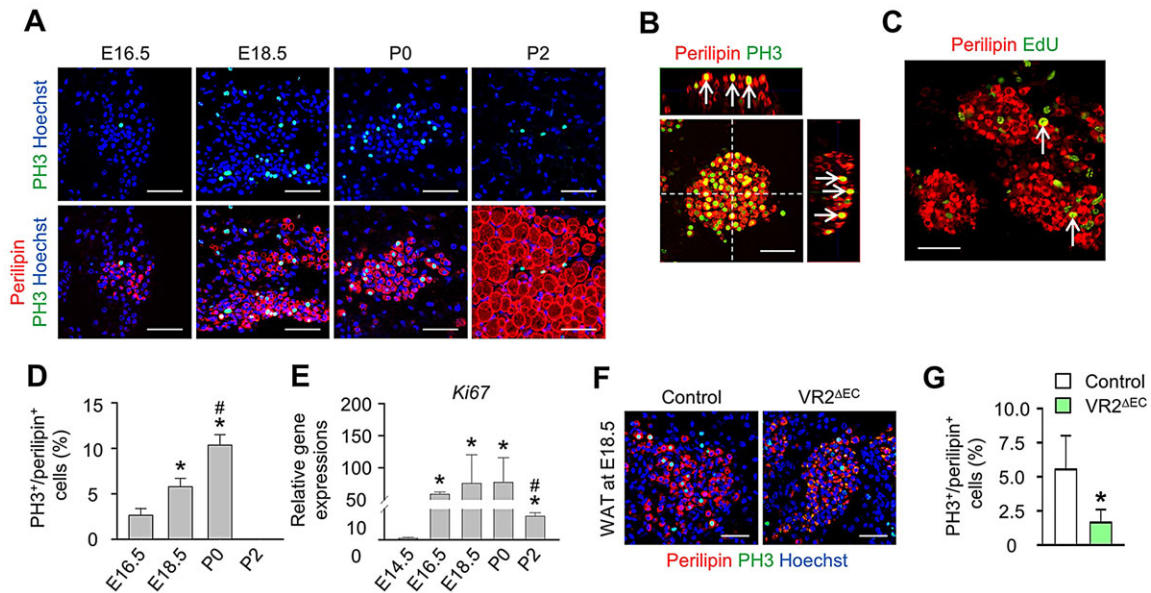 A
E16.5 E18.5 P0 P2
PH3 Hoechst
Perilipin
PH3 Hoechst
B
Perilipin PH3
C
Perilipin EdU
D
PH3⁺/perilipin⁺
cells (%)
15
10
5
0
# 
*
*
E16.5 E18.5 P0 P2
E
Ki67
Relative gene
expressions
200
150
100
50
10
0
* * * #
*
E14.5 E16.5 E18.5 P0 P2
F
Control VR2ΔEC
WAT at E18.5
Perilipin PH3 Hoechst
G
Control
VR2ΔEC
PH3⁺/perilipin⁺
cells (%)
10.0
7.5
5.0
2.5
0
*